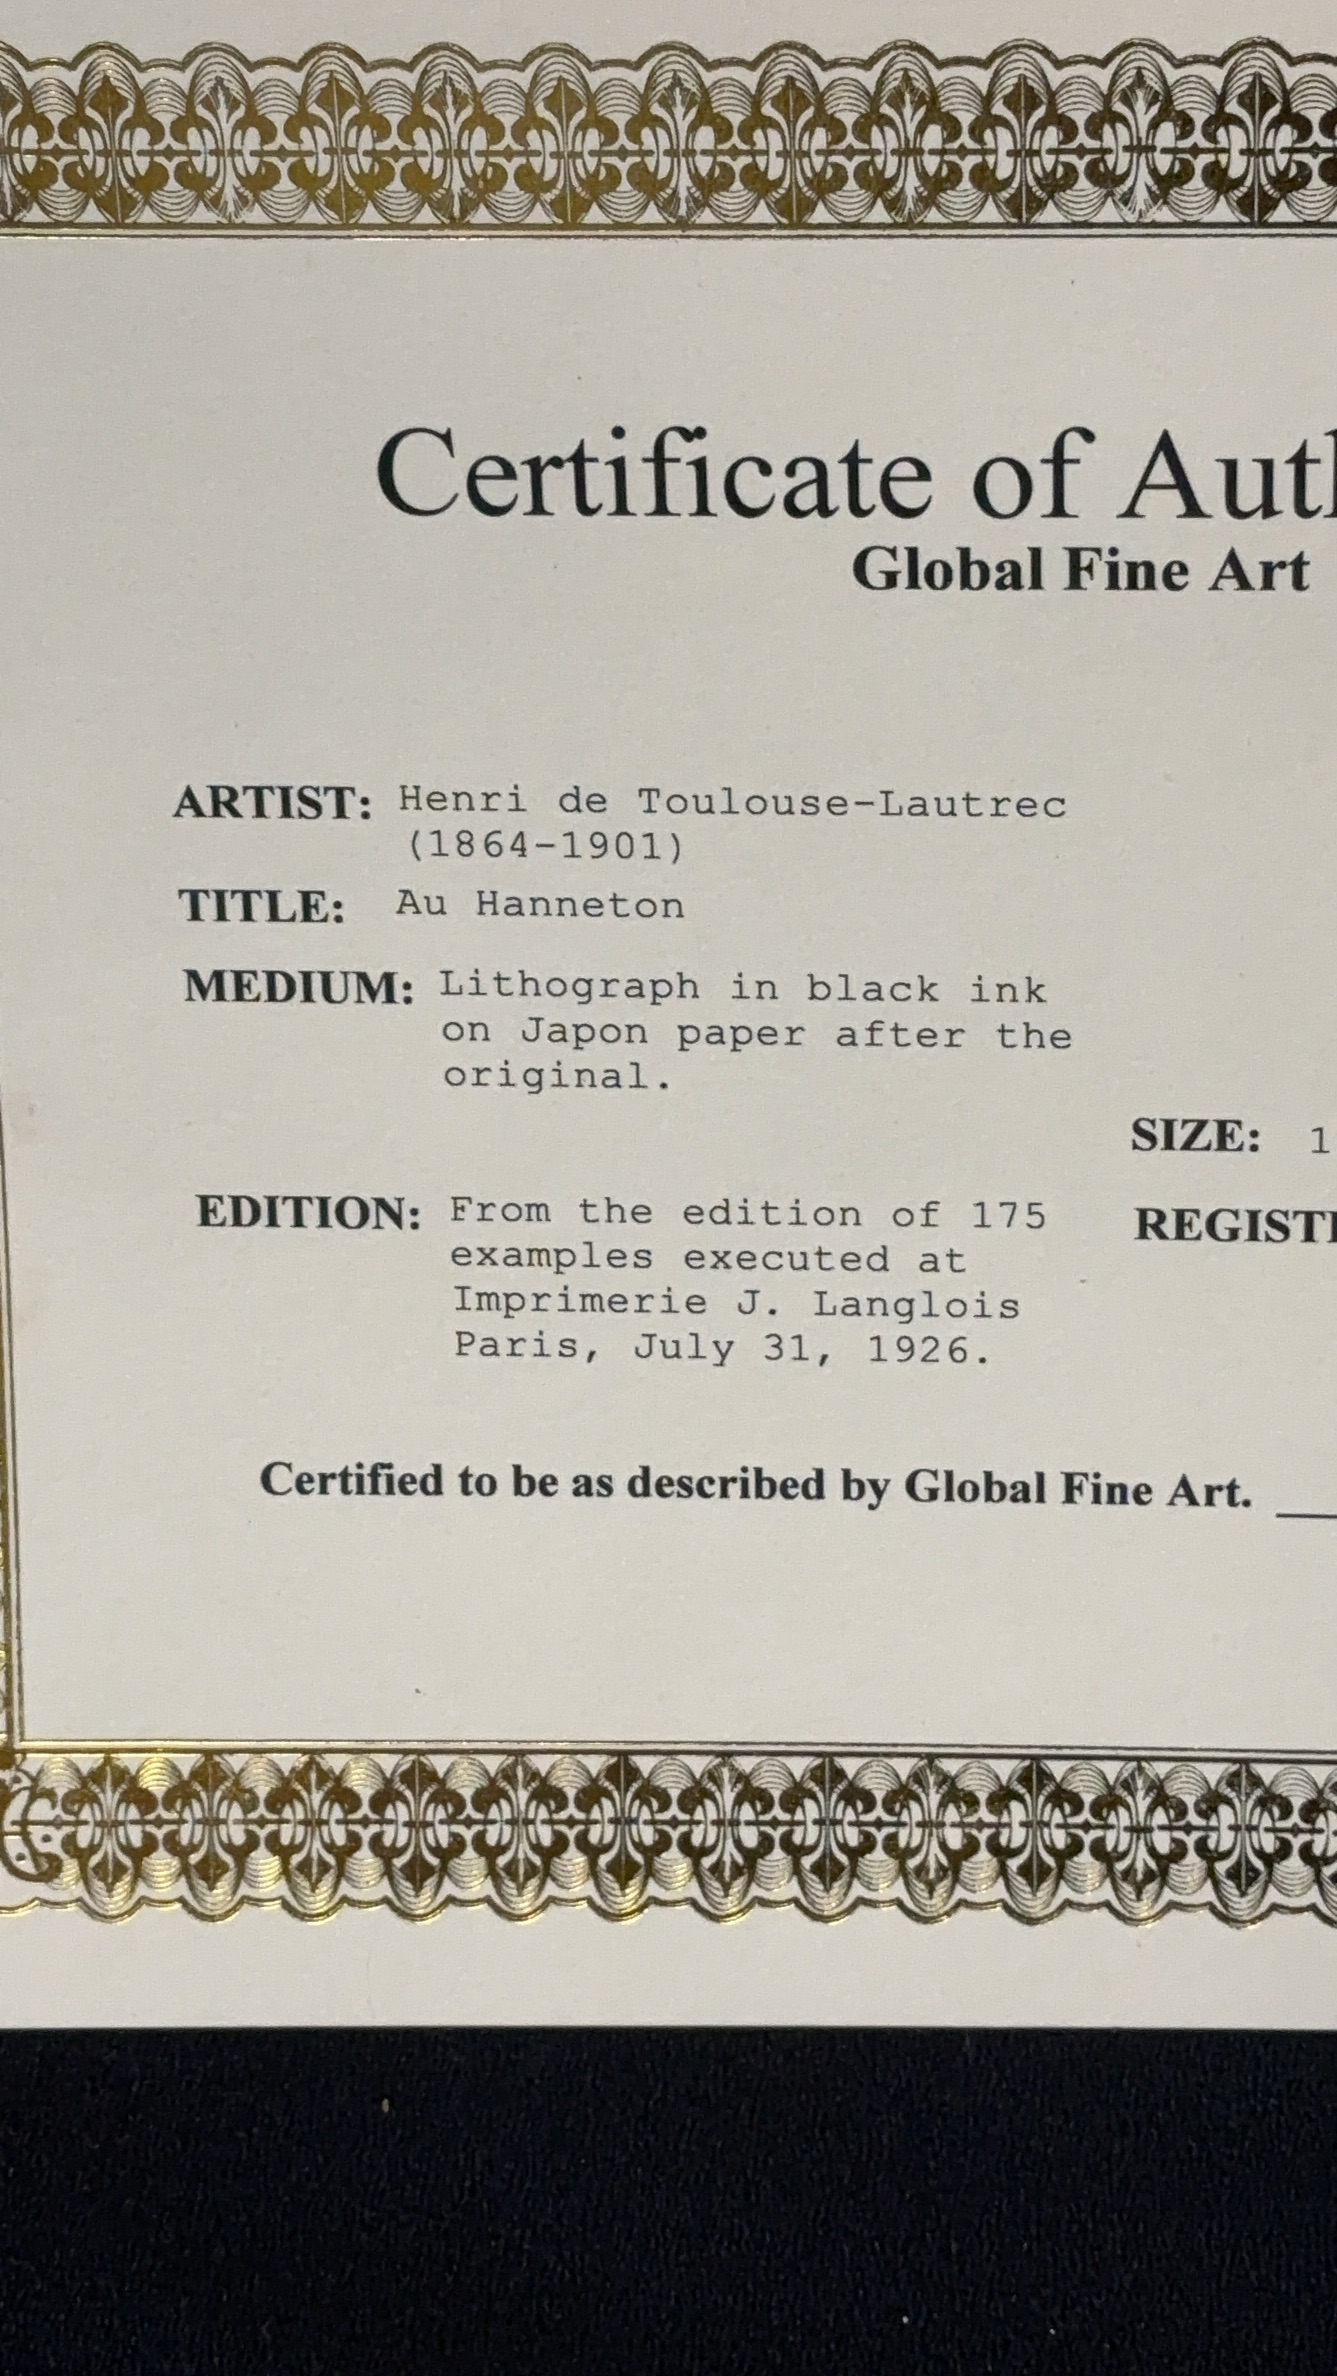 Certificate of Auth
Global Fine Art
ARTIST: Henri de Toulouse-Lautrec
(1864-1901)
TITLE: Au Hanneton
MEDIUM: Lithograph in black ink
on Japon paper after the
original.
SIZE: 1
EDITION: From the edition of 175
examples executed at
Imprimerie J. Langlois
Paris, July 31, 1926.
REGISTR
Certified to be as described by Global Fine Art.